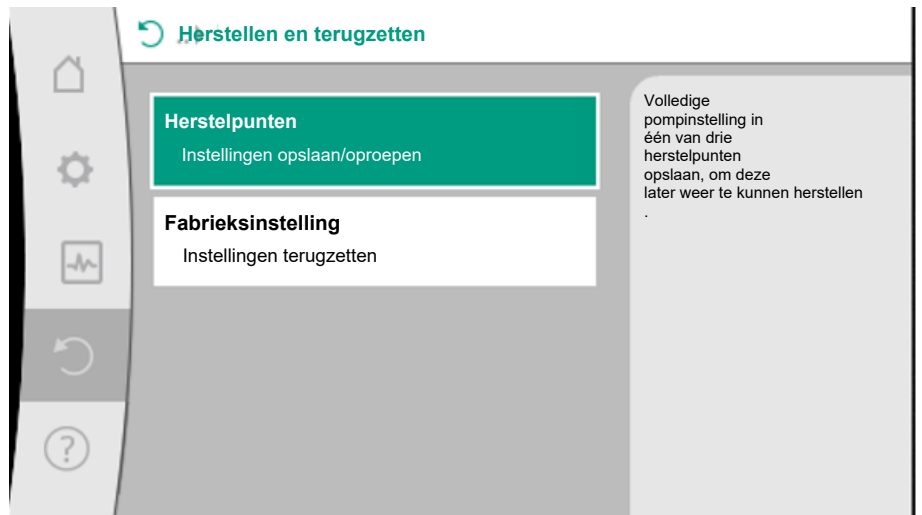 Herstellen en terugzetten
Herstelpunten
Instellingen opslaan/oproepen
Fabrieksinstelling
Instellingen terugzetten
Volledige
pompinstelling in
één van drie
herstelpunten
opslaan, om deze
later weer te kunnen herstellen
.
?